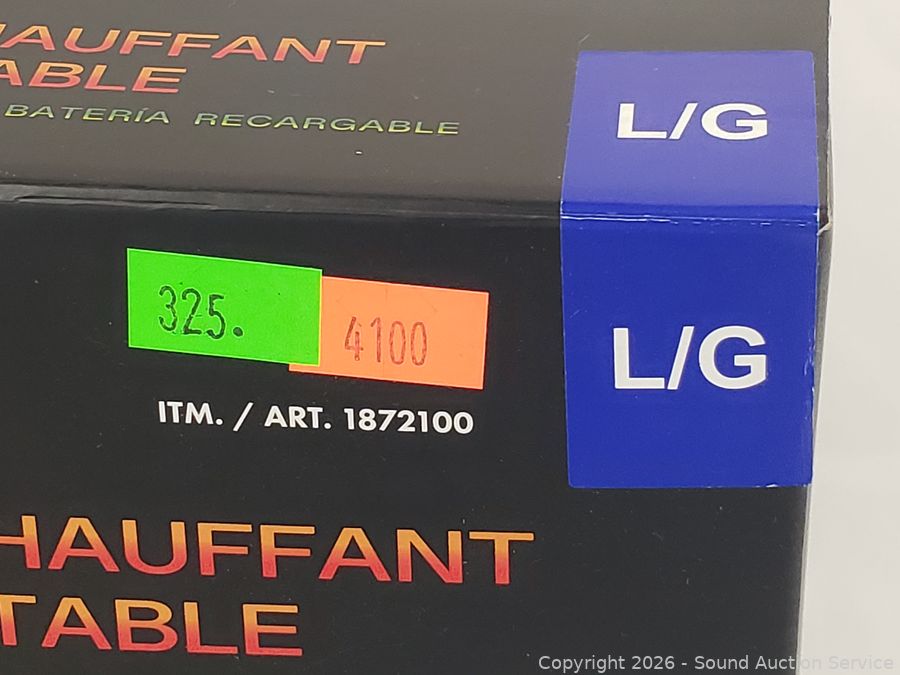 HAUFFANT
ABLE
BATERÍA RECARGABLE
L/G
L/G
325.
4100
ITM. / ART. 1872100
HAUFFANT
TABLE
Copyright 2026 - Sound Auction Service